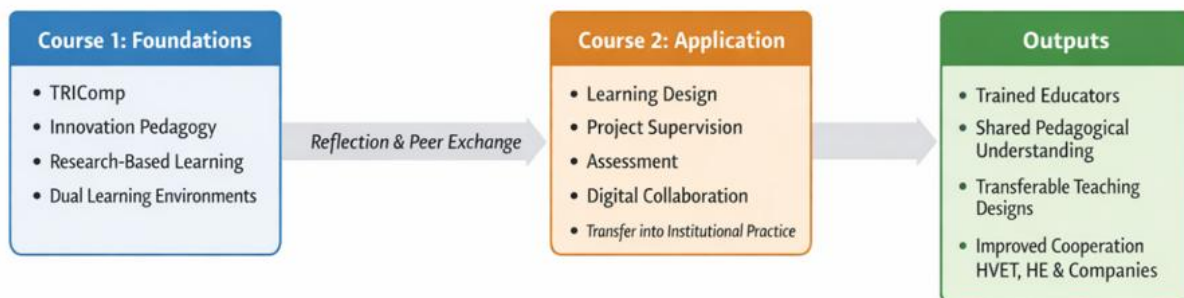 Course 1: Foundations
• TRIComp
• Innovation Pedagogy
• Research-Based Learning
• Dual Learning Environments
Reflection & Peer Exchange
Course 2: Application
• Learning Design
• Project Supervision
• Assessment
• Digital Collaboration
• Transfer into Institutional Practice
Outputs
• Trained Educators
• Shared Pedagogical
Understanding
• Transferable Teaching
Designs
• Improved Cooperation
HVET, HE & Companies